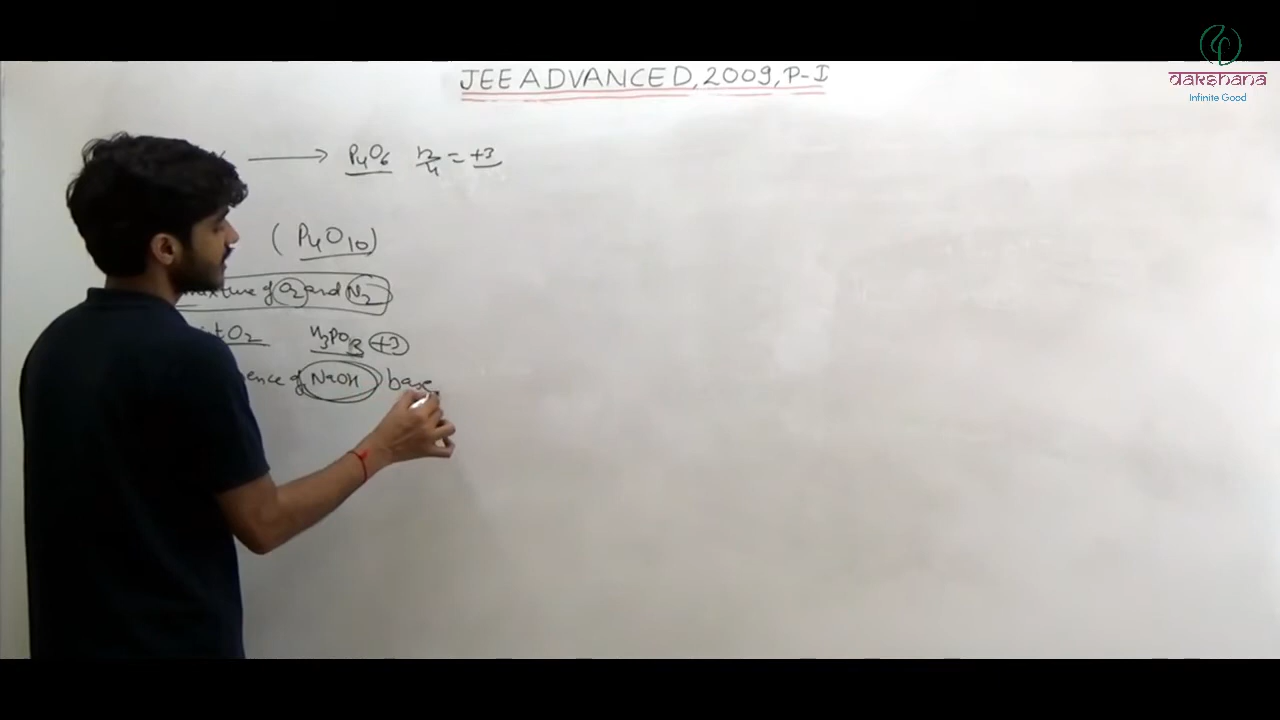 JEE ADVANCED, 2009, P-I
dakshana
Infinite Good
⟶ P4O6 12/4 = +3
(P4O10)
mixture of O2 and N2
O2 H3PO3 +3
NaOH base